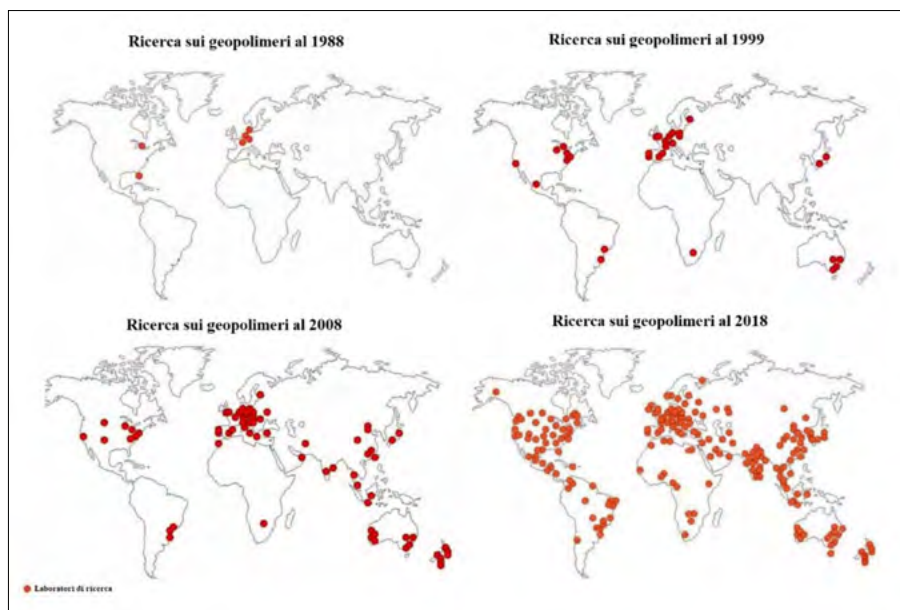 Ricerca sui geopolimeri al 1988
Ricerca sui geopolimeri al 1999
Ricerca sui geopolimeri al 2008
Ricerca sui geopolimeri al 2018
Laboratori di ricerca